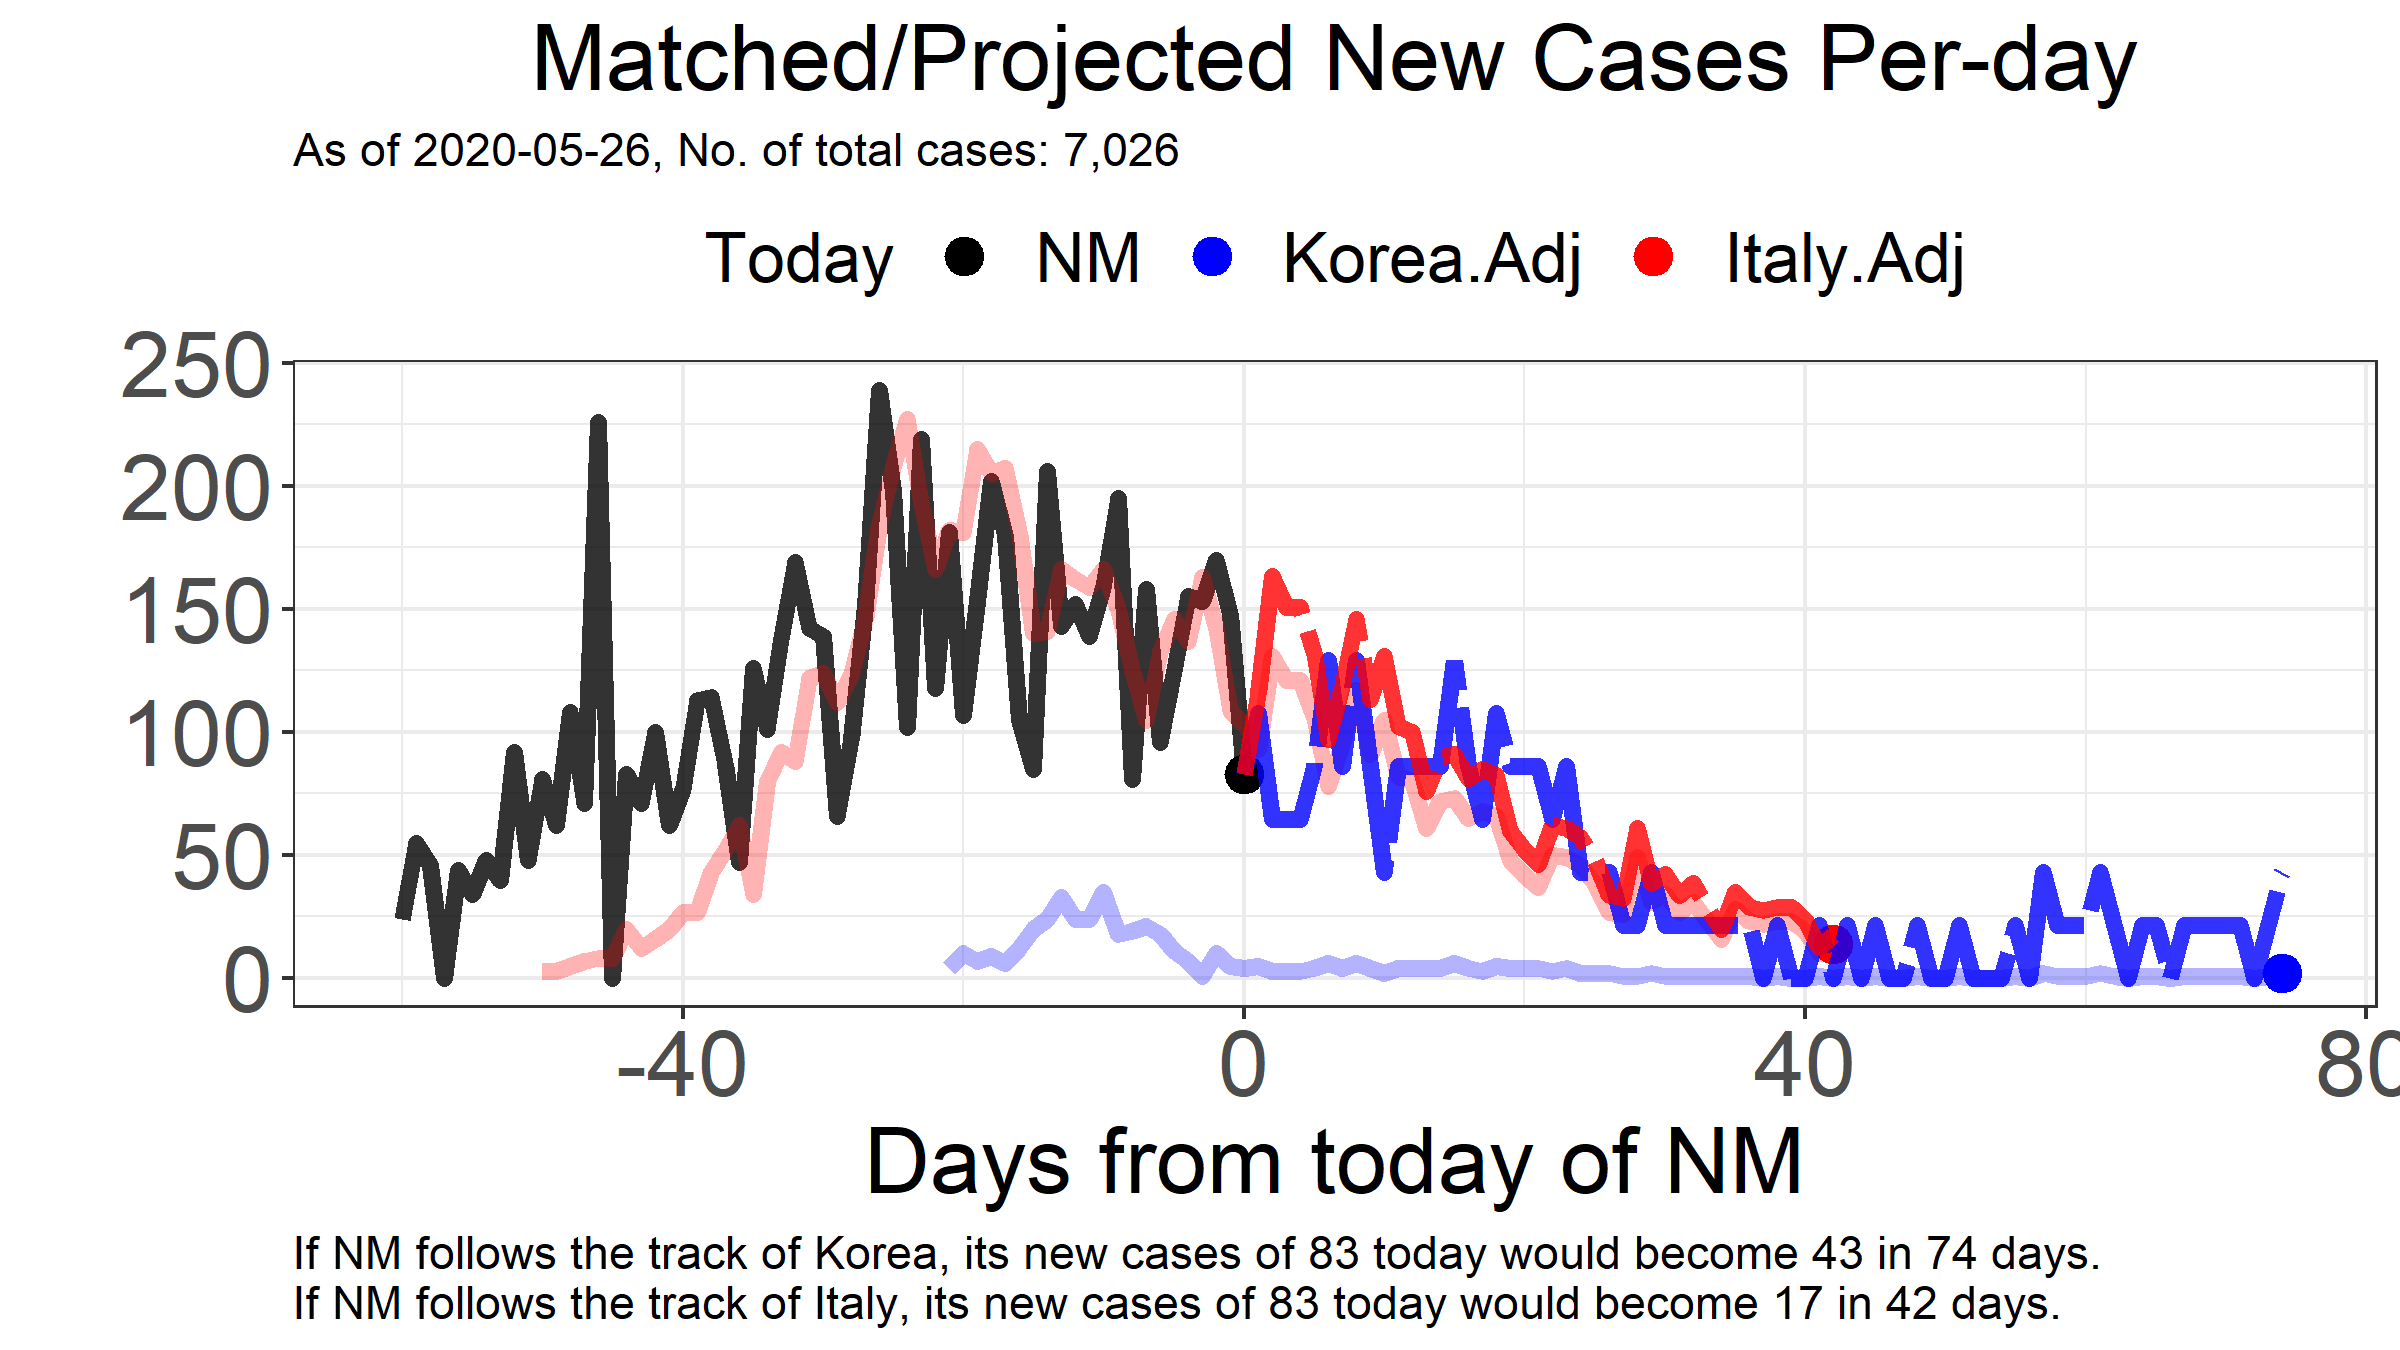 Matched/Projected New Cases Per-day
As of 2020-05-26, No. of total cases: 7,026
Today NM Korea.Adj Italy.Adj
250
200
150
100
50
0
-40 0 40 80
Days from today of NM
If NM follows the track of Korea, its new cases of 83 today would become 43 in 74 days.
If NM follows the track of Italy, its new cases of 83 today would become 17 in 42 days.